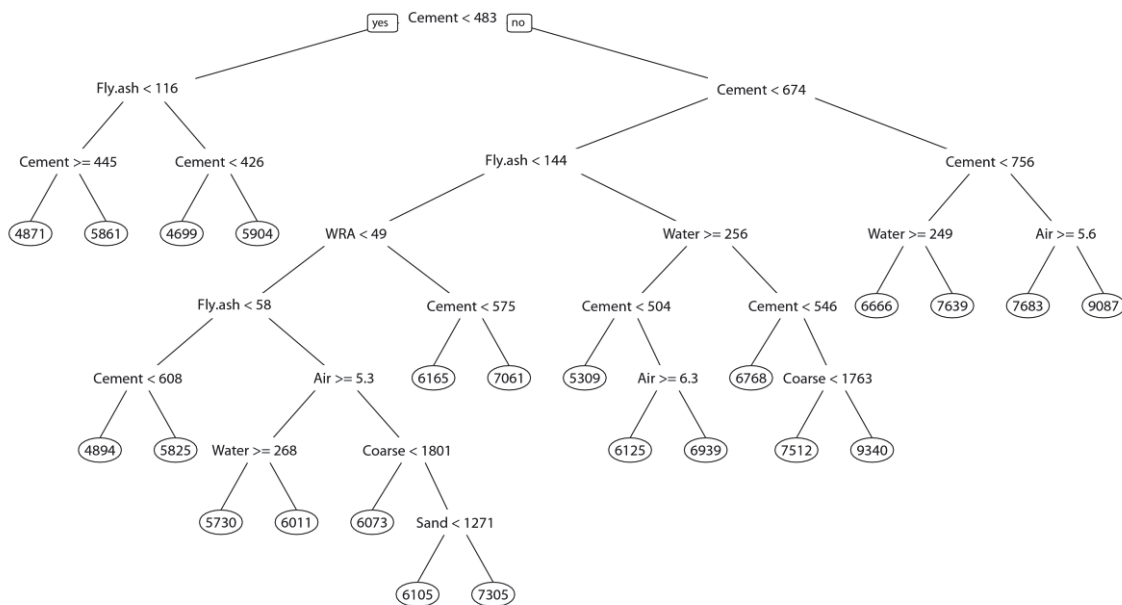 yes Cement < 483 no
Fly.ash < 116 Cement < 674
Cement >= 445 Cement < 426 Fly.ash < 144 Cement < 756
4871 5861 4699 5904 WRA < 49 Water >= 256 Water >= 249 Air >= 5.6
Fly.ash < 58 Cement < 575 Cement < 504 Cement < 546 6666 7639 7683 9087
Cement < 608 Air >= 5.3 6165 7061 5309 Air >= 6.3 6768 Coarse < 1763
4894 5825 Water >= 268 Coarse < 1801 6125 6939 7512 9340
5730 6011 6073 Sand < 1271
6105 7305